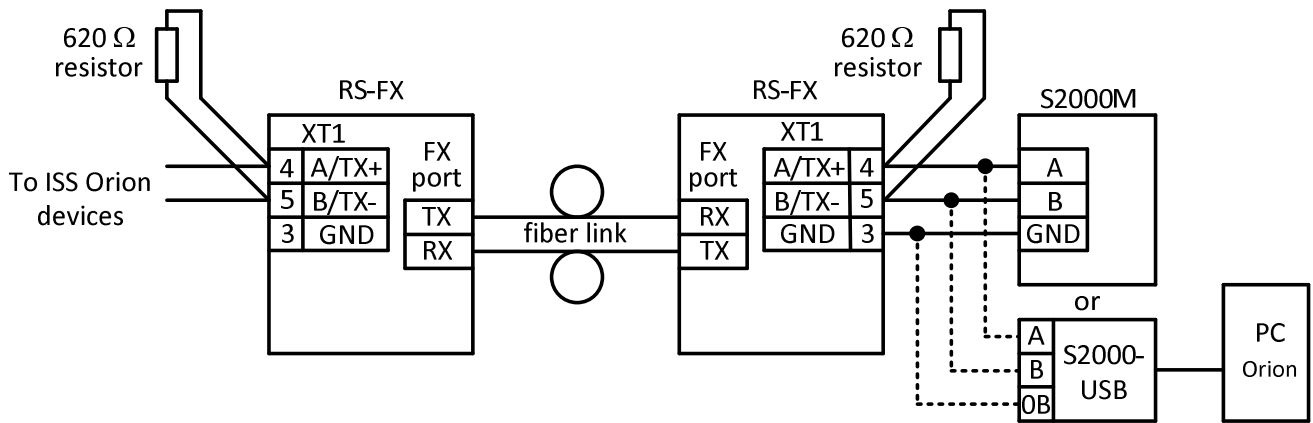 620 Ω
resistor
RS-FX
XT1
4 A/TX+
5 B/TX-
3 GND
FX
port
TX
RX
To ISS Orion
devices
fiber link
620 Ω
resistor
RS-FX
XT1
FX
port
RX
TX
A/TX+ 4
B/TX- 5
GND 3
S2000M
A
B
GND
or
A
B
0B
S2000-
USB
PC
Orion